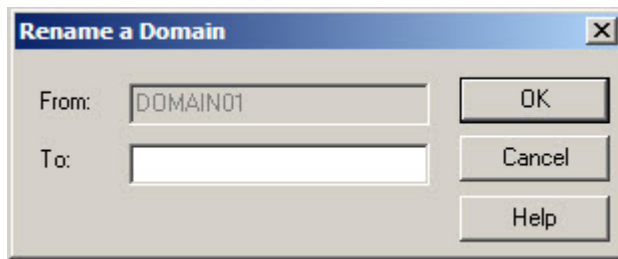 Rename a Domain
From: DOMAIN01
OK
To:
Cancel
Help